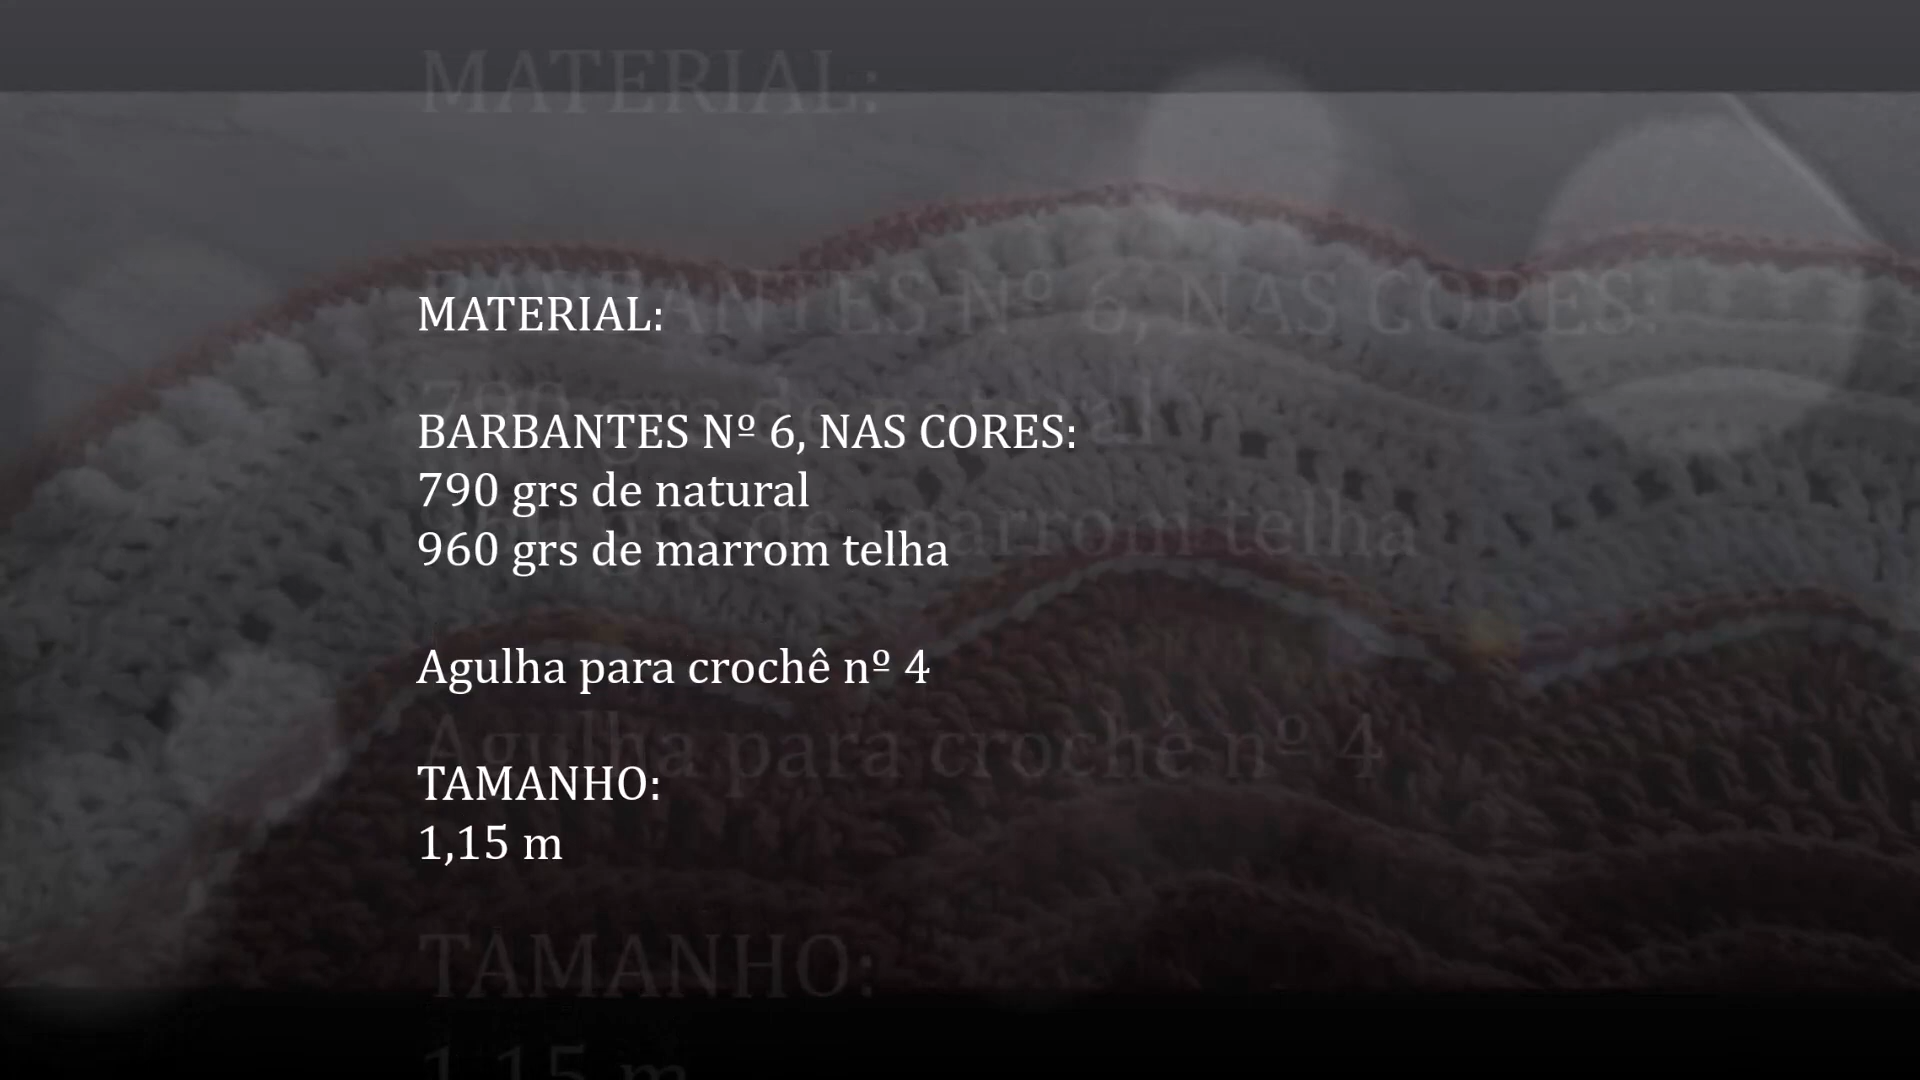 MATERIAL:
BARBANTES Nº 6, NAS CORES:
790 grs de natural
960 grs de marrom telha
Agulha para crochê nº 4
TAMANHO:
1,15 m